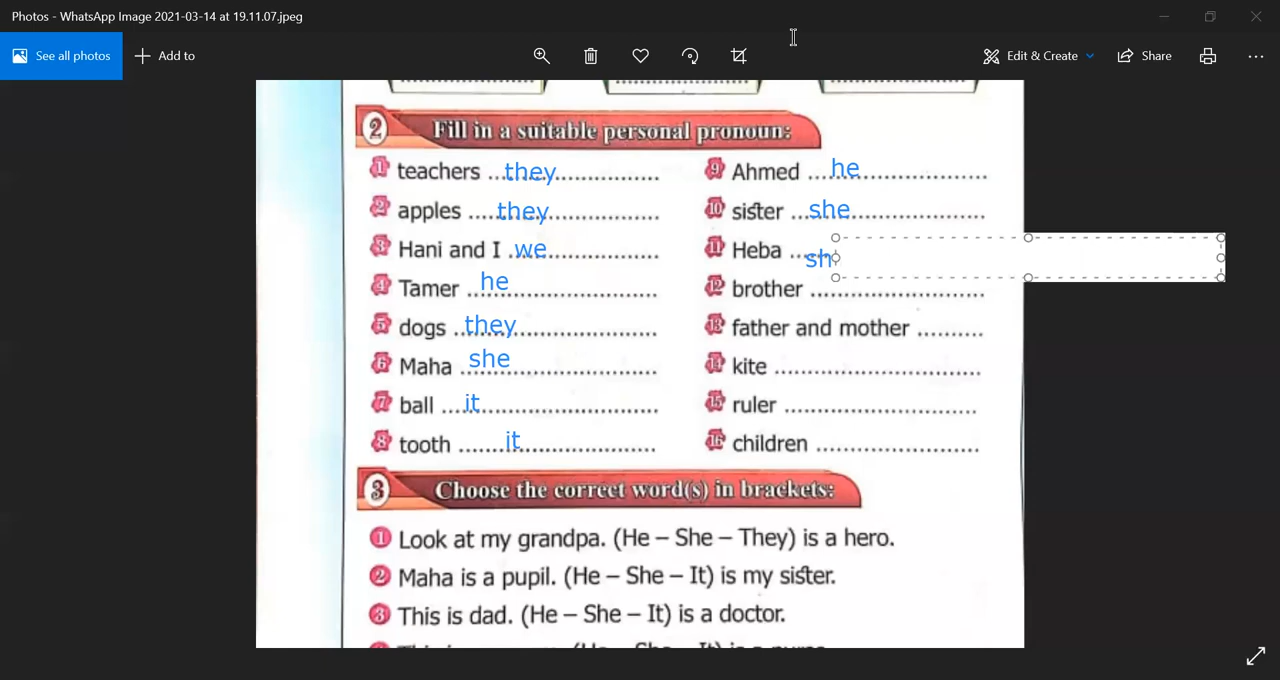 Photos - WhatsApp Image 2021-03-14 at 19.11.07.jpeg
See all photos
Add to
Edit & Create
Share
2 Fill in a suitable personal pronoun:
1 teachers ...they......................
2 apples ....they......................
3 Hani and I .we......................
4 Tamer ..he..........................
5 dogs ..they..........................
6 Maha .she..........................
7 ball ....it..............................
8 tooth .......it......................
9 Ahmed ....he......................
10 sister ...she......................
11 Heba ...sh
12 brother ..............................
13 father and mother ..........
14 kite ...................................
15 ruler .................................
16 children ............................
3 Choose the correct word(s) in brackets:
1 Look at my grandpa. (He – She – They) is a hero.
2 Maha is a pupil. (He – She – It) is my sister.
3 This is dad. (He – She – It) is a doctor.